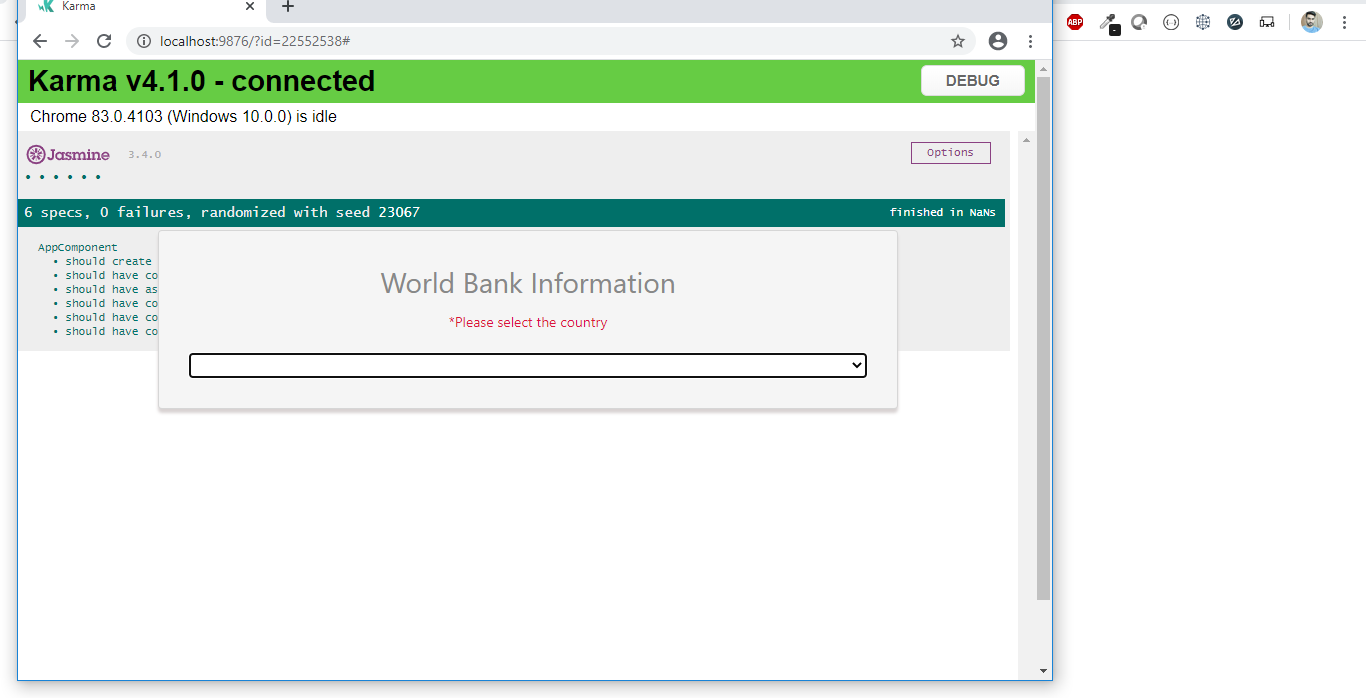 Karma
localhost:9876/?id=22552538#
ABP
Karma v4.1.0 - connected
DEBUG
Chrome 83.0.4103 (Windows 10.0.0) is idle
Jasmine 3.4.0
Options
6 specs, 0 failures, randomized with seed 23067
finished in NaNs
AppComponent
• should create
• should have co
• should have as
• should have co
• should have co
• should have co
World Bank Information
*Please select the country